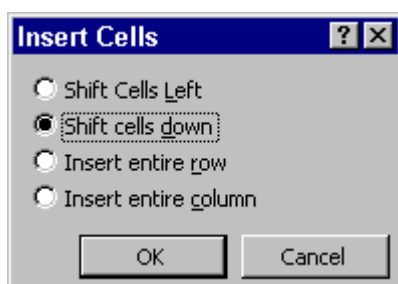 Insert Cells ?
Shift Cells Left
Shift cells down
Insert entire row
Insert entire column
OK Cancel